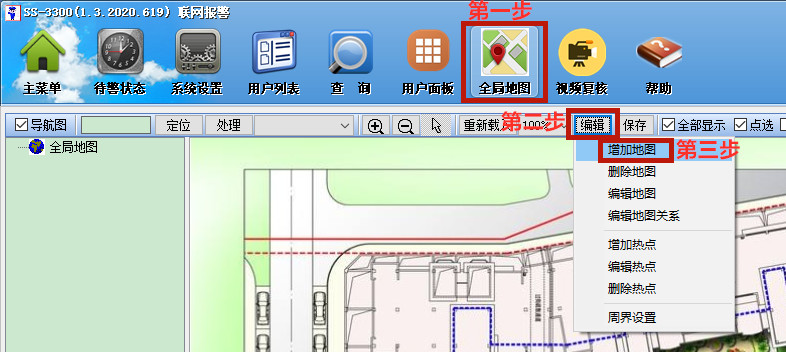 SS-3300(1.3.2020.619) 联网报警
第一步
主菜单 待警状态 系统设置 用户列表 查 询 用户面板 全局地图 视频复核 帮助
第二步
导航图 定位 处理 重新载 100% 编辑 保存 全部显示 点选
全局地图
增加地图 第三步
删除地图
编辑地图
编辑地图关系
增加热点
编辑热点
删除热点
周界设置